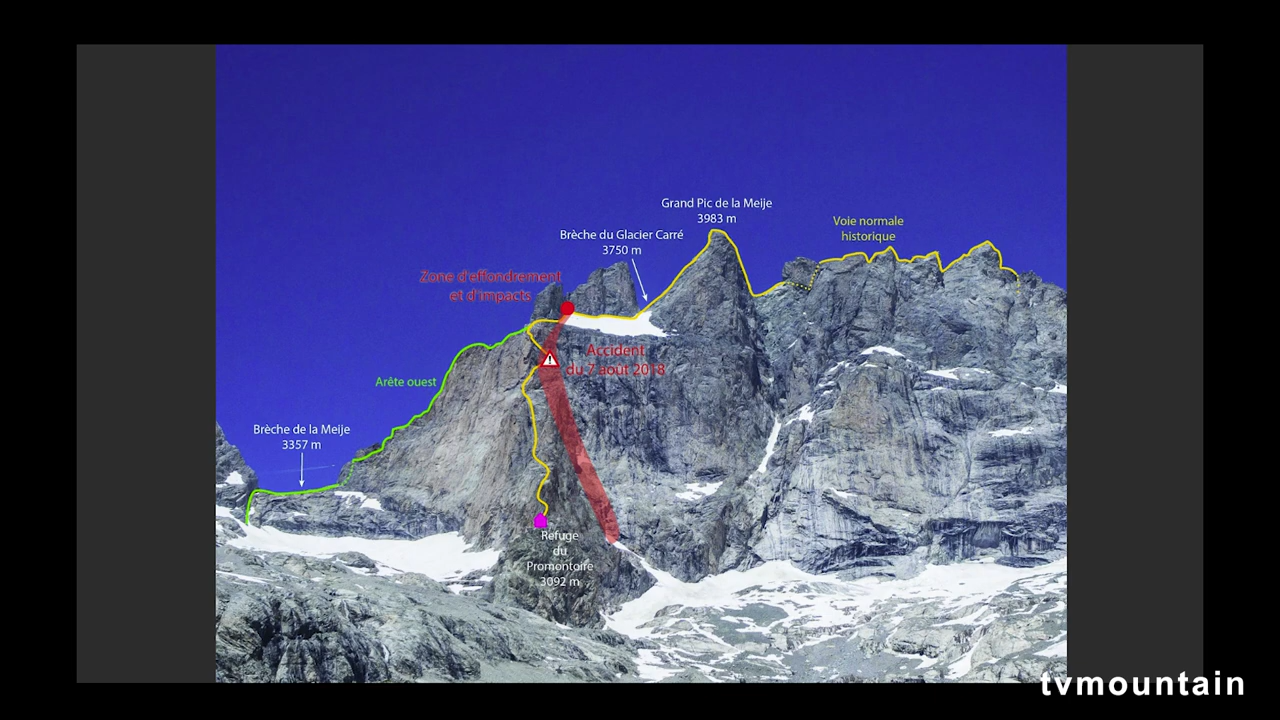 Grand Pic de la Meije
3983 m
Voie normale
historique
Brèche du Glacier Carré
3750 m
Zone d'effondrement
et d'impacts
Accident
du 7 août 2018
Arête ouest
Brèche de la Meije
3357 m
Refuge
du
Promontoire
3092 m
tvmountain